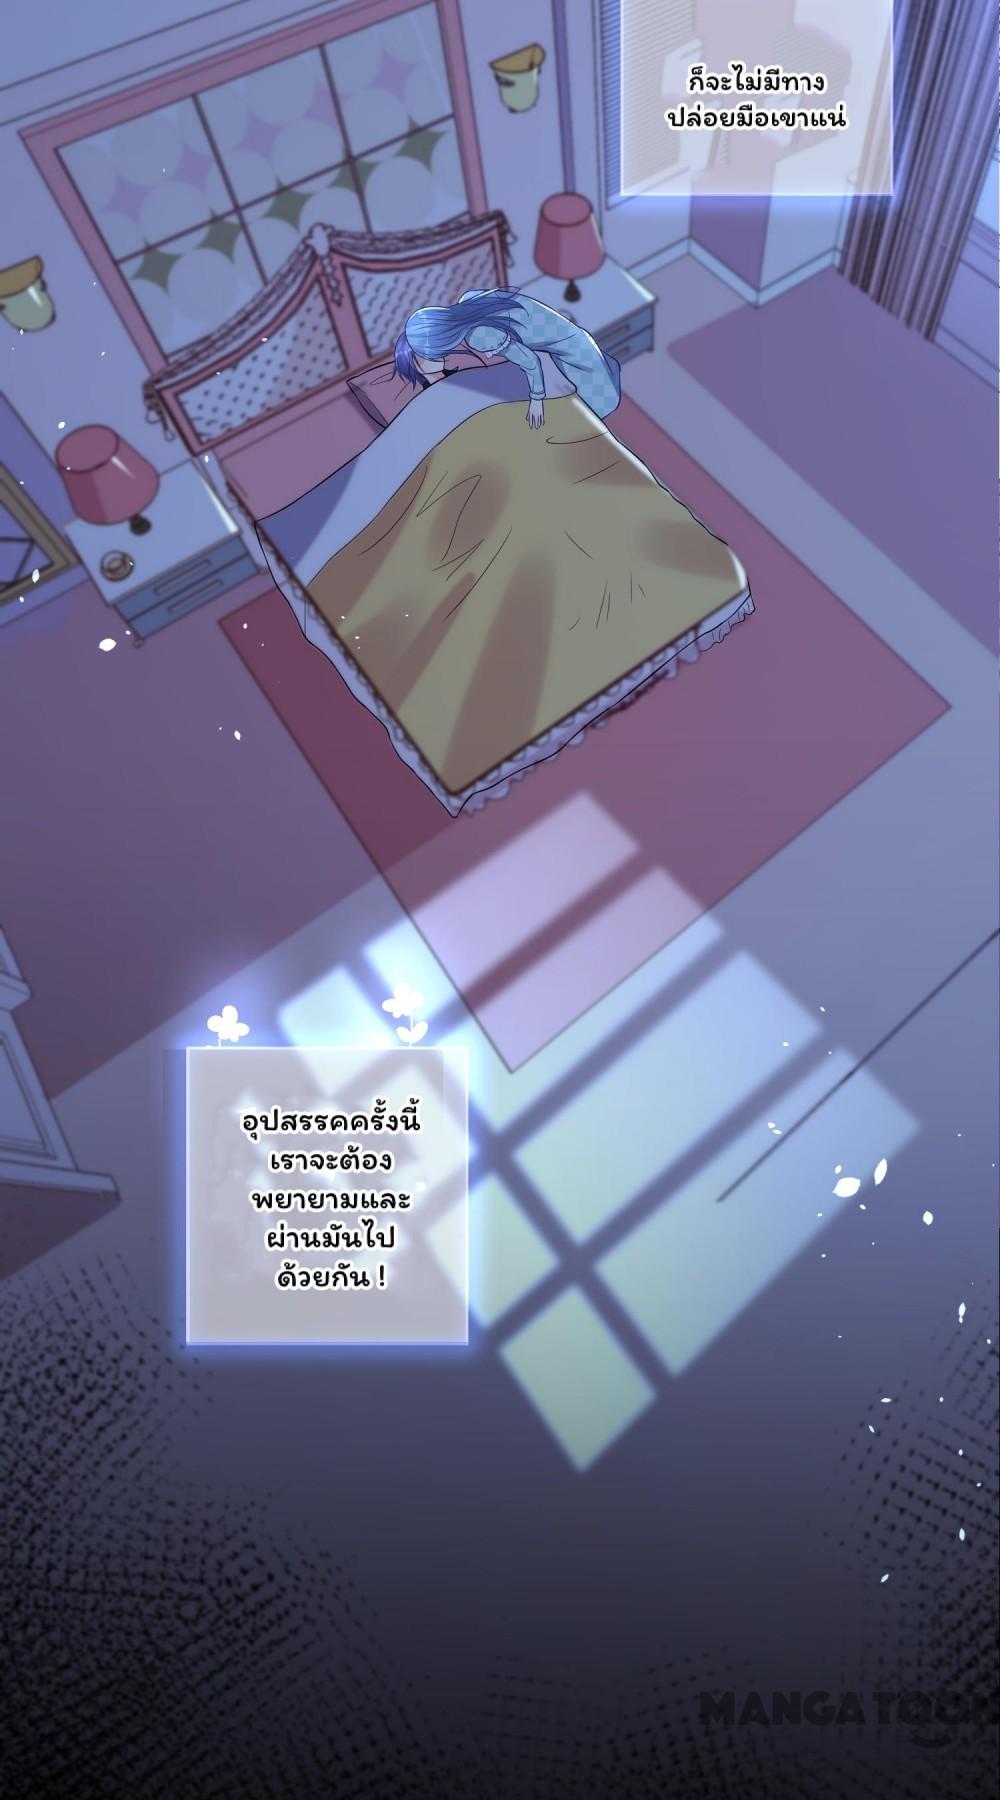 ก็จะไม่มีทาง
ปล่อยมือเขาแน่
อุปสรรคครั้งนี้
เราจะต้อง
พยายามและ
ผ่านมันไป
ด้วยกัน !
MANGA TOON